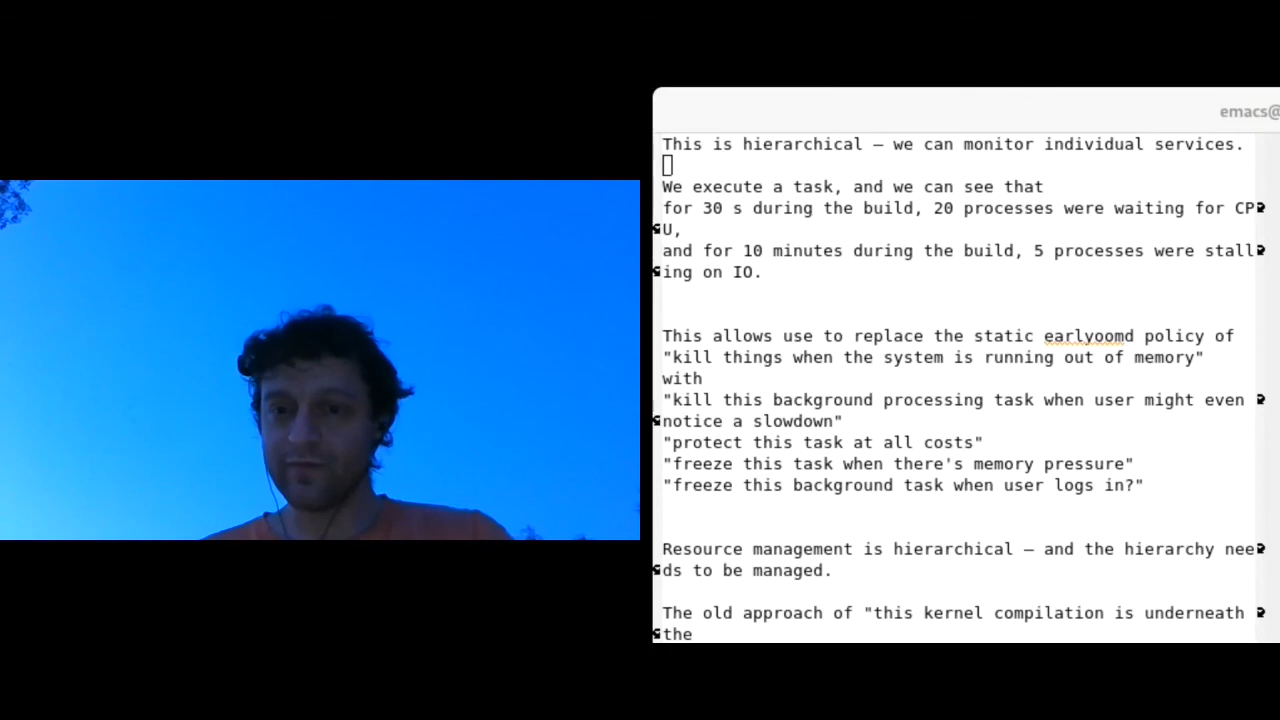 emacs@
This is hierarchical — we can monitor individual services.
We execute a task, and we can see that
for 30 s during the build, 20 processes were waiting for CP
U,
and for 10 minutes during the build, 5 processes were stall
ing on IO.
This allows use to replace the static earlyoomd policy of
"kill things when the system is running out of memory"
with
"kill this background processing task when user might even
notice a slowdown"
"protect this task at all costs"
"freeze this task when there's memory pressure"
"freeze this background task when user logs in?"
Resource management is hierarchical — and the hierarchy nee
ds to be managed.
The old approach of "this kernel compilation is underneath
the